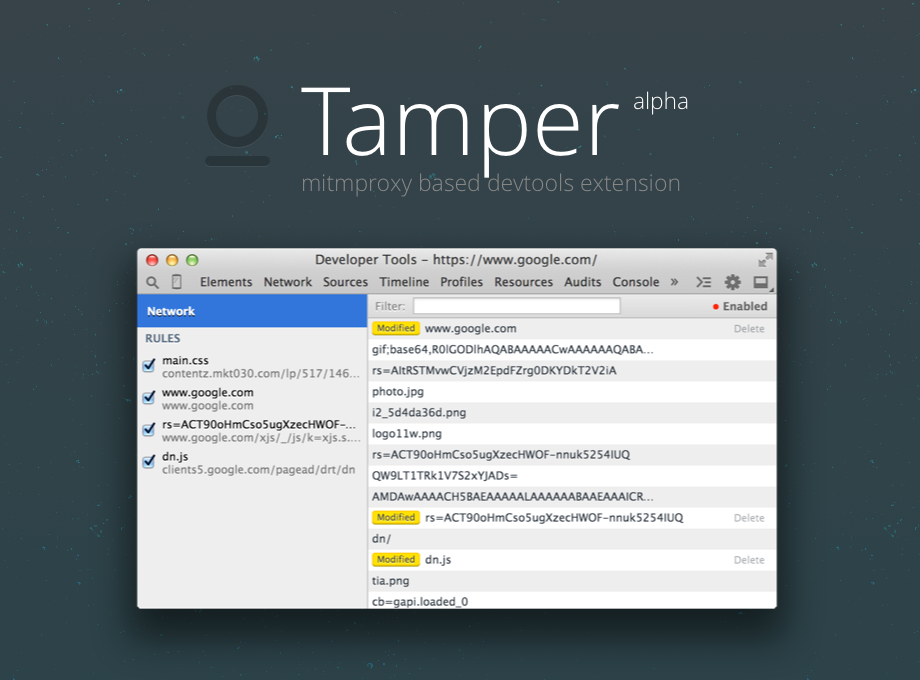 Tamper alpha
mitmproxy based devtools extension
Developer Tools – https://www.google.com/
Elements Network Sources Timeline Profiles Resources Audits Console »
Network
Filter:
Enabled
RULES
main.css
contentz.mkt030.com/lp/517/146...
www.google.com
www.google.com
rs=ACT90oHmCso5ugXzecHWOF-...
www.google.com/xjs/_/js/k=xjs.s....
dn.js
clients5.google.com/pagead/drt/dn
Modified www.google.com Delete
gif;base64,R0lGODlhAQABAAAAACwAAAAAAQABA...
rs=AItRSTMvwCVjzM2EpdFZrg0DKYDkT2V2iA
photo.jpg
i2_5d4da36d.png
logo11w.png
rs=ACT90oHmCso5ugXzecHWOF-nnuk5254IUQ
QW9LT1TRk1V7S2xYJADs=
AMDAwAAAACH5BAEAAAAALAAAAAABAAEAAAICR...
Modified rs=ACT90oHmCso5ugXzecHWOF-nnuk5254IUQ Delete
dn/
Modified dn.js Delete
tia.png
cb=gapi.loaded_0